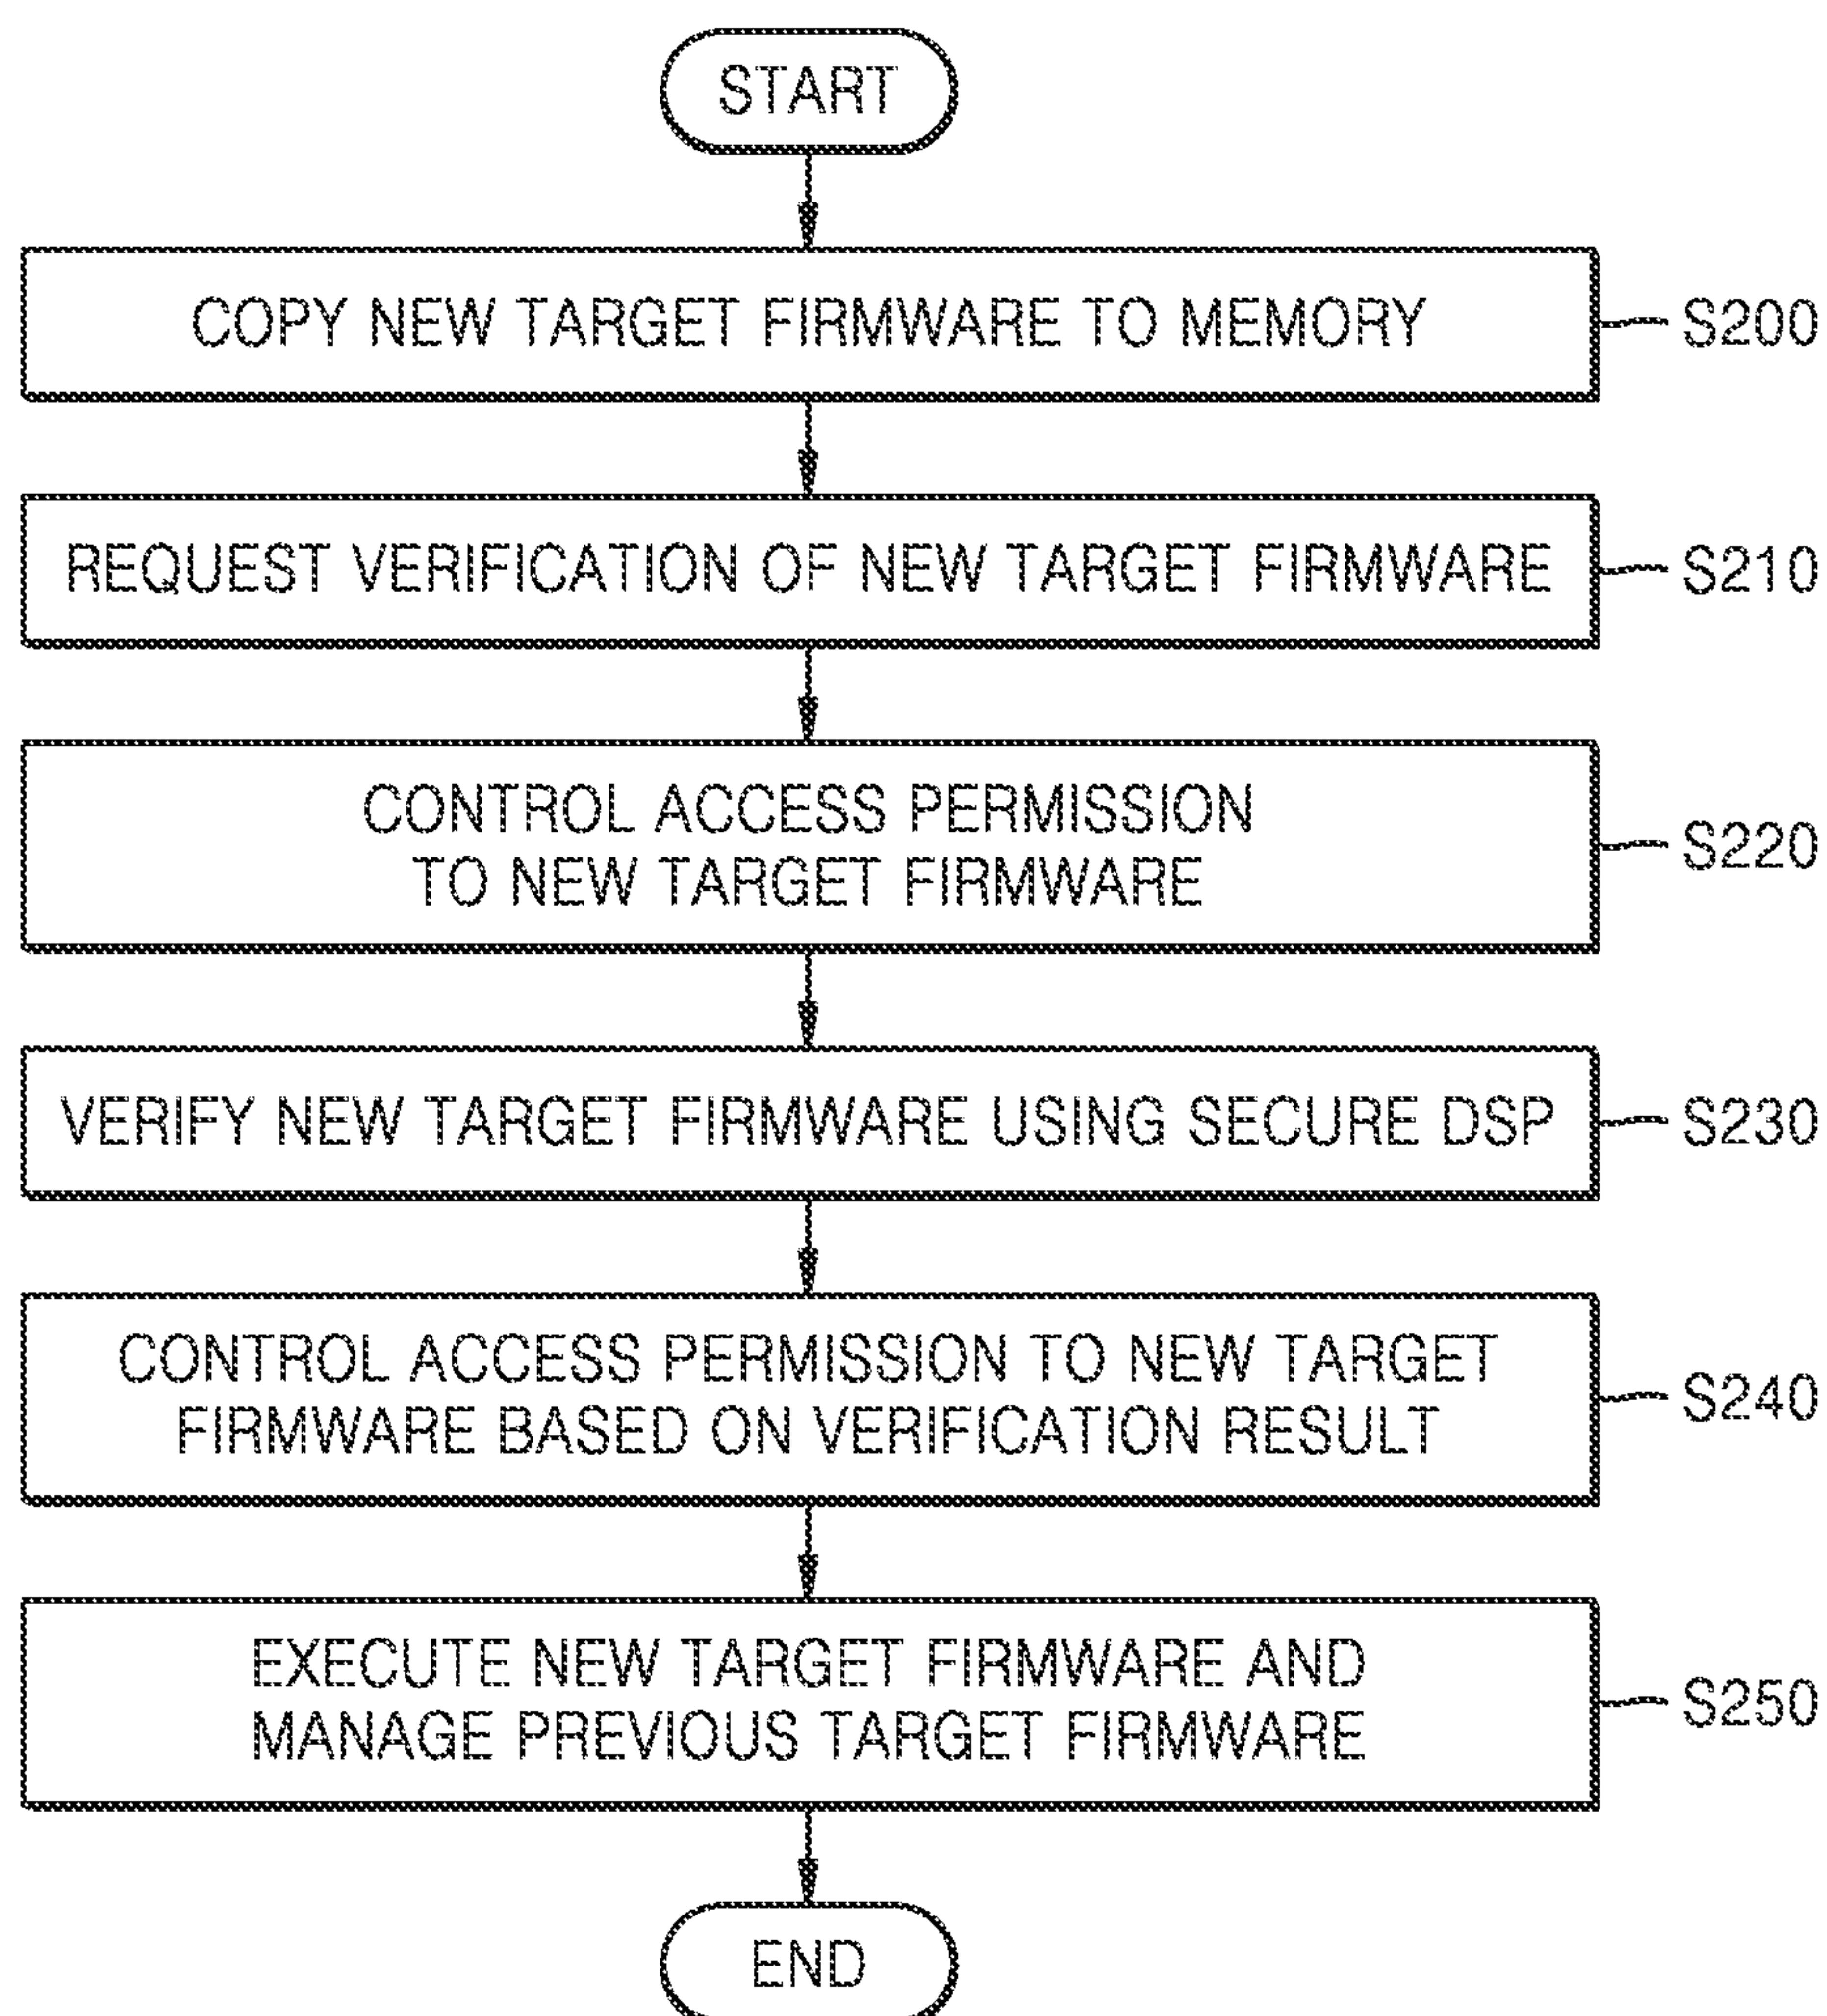 START
COPY NEW TARGET FIRMWARE TO MEMORY
S200
REQUEST VERIFICATION OF NEW TARGET FIRMWARE
S210
CONTROL ACCESS PERMISSION
TO NEW TARGET FIRMWARE
S220
VERIFY NEW TARGET FIRMWARE USING SECURE DSP
S230
CONTROL ACCESS PERMISSION TO NEW TARGET
FIRMWARE BASED ON VERIFICATION RESULT
S240
EXECUTE NEW TARGET FIRMWARE AND
MANAGE PREVIOUS TARGET FIRMWARE
S250
END